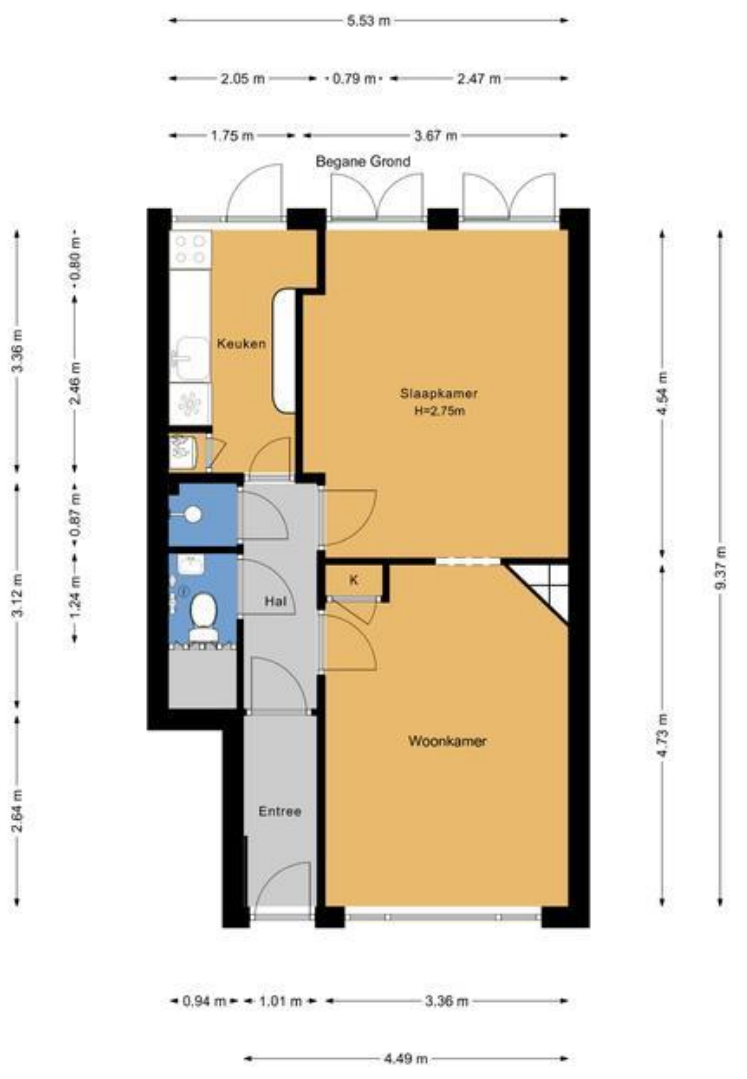 5.53 m
2.05 m
0.79 m
2.47 m
1.75 m
3.67 m
Begane Grond
0.80 m
3.36 m
2.46 m
Keuken
Slaapkamer
H=2.75m
4.54 m
9.37 m
0.87 m
3.12 m
1.24 m
K
Hal
Woonkamer
4.73 m
2.64 m
Entree
0.94 m
1.01 m
3.36 m
4.49 m